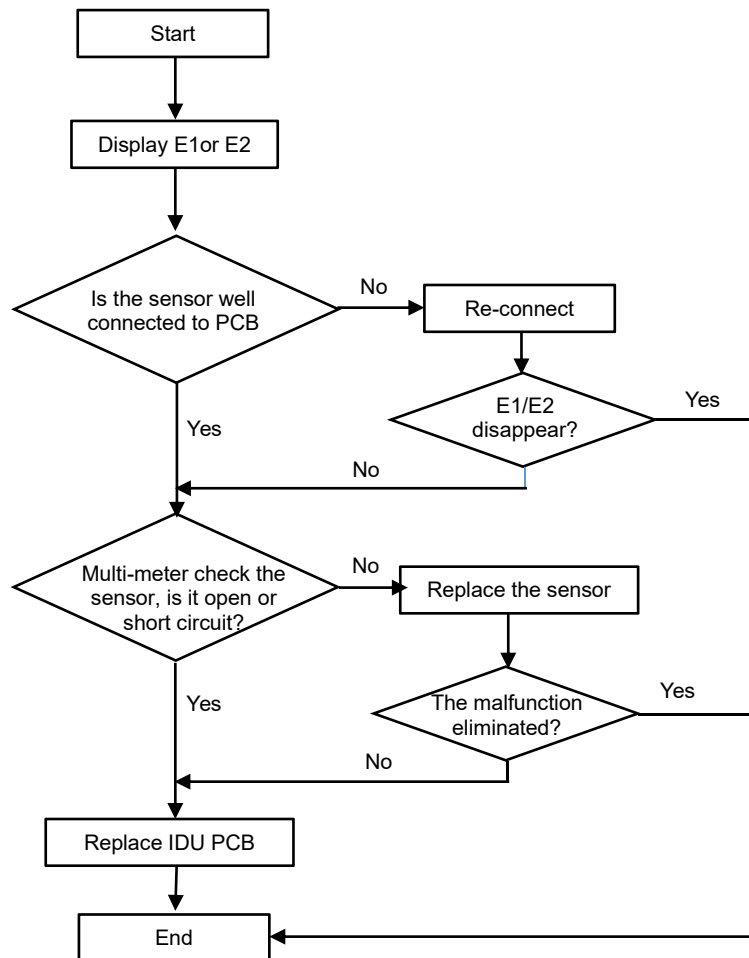 Start
Display E1or E2
Is the sensor well
connected to PCB
No
Re-connect
E1/E2
disappear?
Yes
Yes
No
Multi-meter check the
sensor, is it open or
short circuit?
No
Replace the sensor
The malfunction
eliminated?
Yes
Yes
No
Replace IDU PCB
End